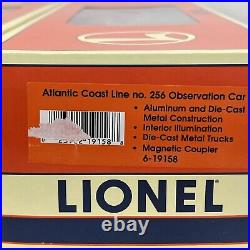 Atlantic Coast Line no. 256 Observation Car
• Aluminum and Die-Cast
Metal Construction
• Interior Illumination
• Die-Cast Metal Trucks
• Magnetic Coupler
6-19158
19158
LIONEL